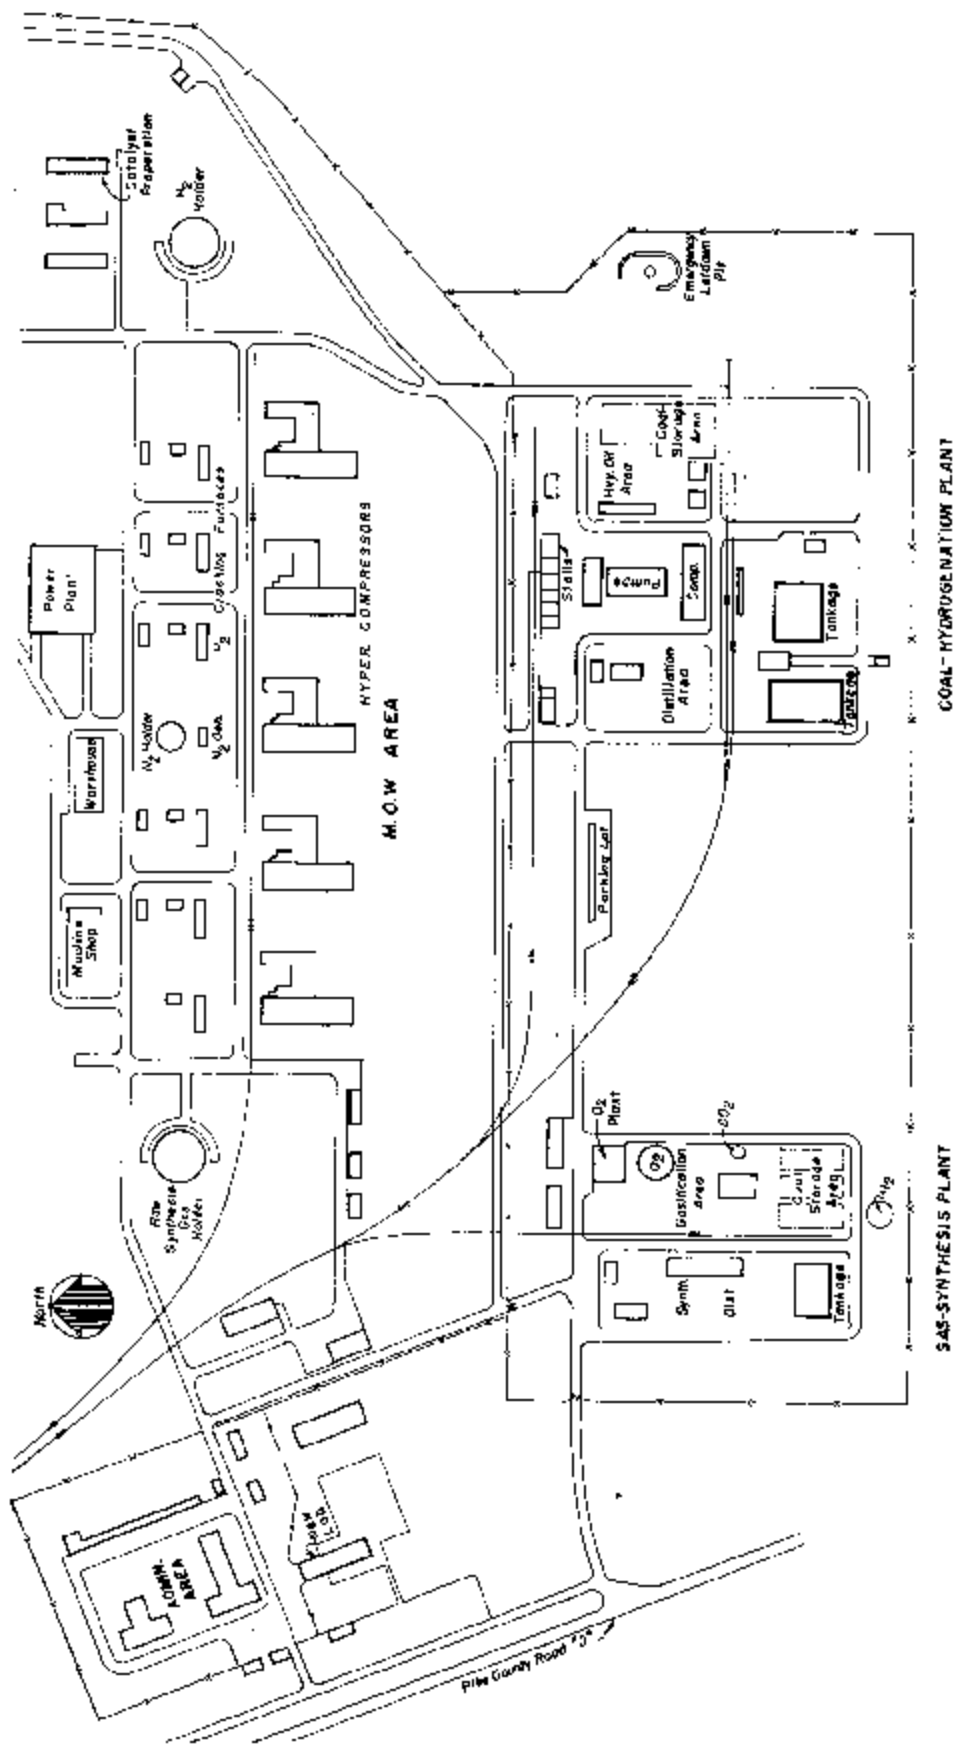 Catalyst
Preparation
H2
Holder
Emergency
Letdown
Pit
Power
Plan'
Cracking Furnaces
HYPER COMPRESSORS
M.O.W AREA
Stalls
Hvy. Oil
Area
Coal
Storage
Area
Pumps
Comp.
Tankage
Tankage
Distillation
Area
COAL-HYDROGENATION PLANT
N2 Holder
N2 Gen.
H2
Warehouse
Machine
Shop
Parking Lot
Raw
Synthesis
Gas
Holder
North
O2
Plant
O2
CO2
Gasification
Area
Coal
Storage
Area
H2
Synth.
Dist
Tankage
GAS-SYNTHESIS PLANT
ADMIN.
AREA
Pike County Road "D"